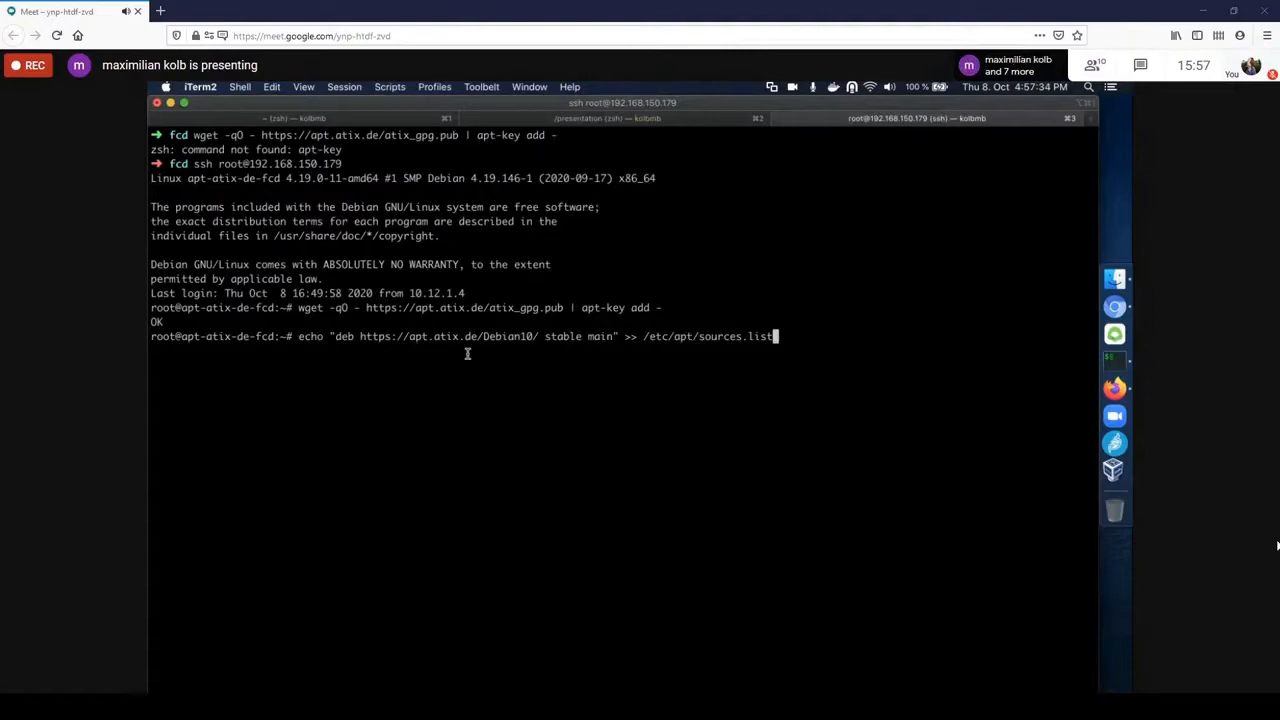 Meet – ynp-htdf-zvd
https://meet.google.com/ynp-htdf-zvd
REC
m
maximilian kolb is presenting
m
maximilian kolb
and 7 more
10
15:57
You
iTerm2 Shell Edit View Session Scripts Profiles Toolbelt Window Help
100 %
Thu 8. Oct 4:57:34 PM
ssh root@192.168.150.179
~ (zsh) — kolbmb ⌘1
/presentation (zsh) — kolbmb ⌘2
root@192.168.150.179 (ssh) — kolbmb ⌘3
➜ fcd wget -qO - https://apt.atix.de/atix_gpg.pub | apt-key add -
zsh: command not found: apt-key
➜ fcd ssh root@192.168.150.179
Linux apt-atix-de-fcd 4.19.0-11-amd64 #1 SMP Debian 4.19.146-1 (2020-09-17) x86_64
The programs included with the Debian GNU/Linux system are free software;
the exact distribution terms for each program are described in the
individual files in /usr/share/doc/*/copyright.
Debian GNU/Linux comes with ABSOLUTELY NO WARRANTY, to the extent
permitted by applicable law.
Last login: Thu Oct  8 16:49:58 2020 from 10.12.1.4
root@apt-atix-de-fcd:~# wget -qO - https://apt.atix.de/atix_gpg.pub | apt-key add -
OK
root@apt-atix-de-fcd:~# echo "deb https://apt.atix.de/Debian10/ stable main" >> /etc/apt/sources.list